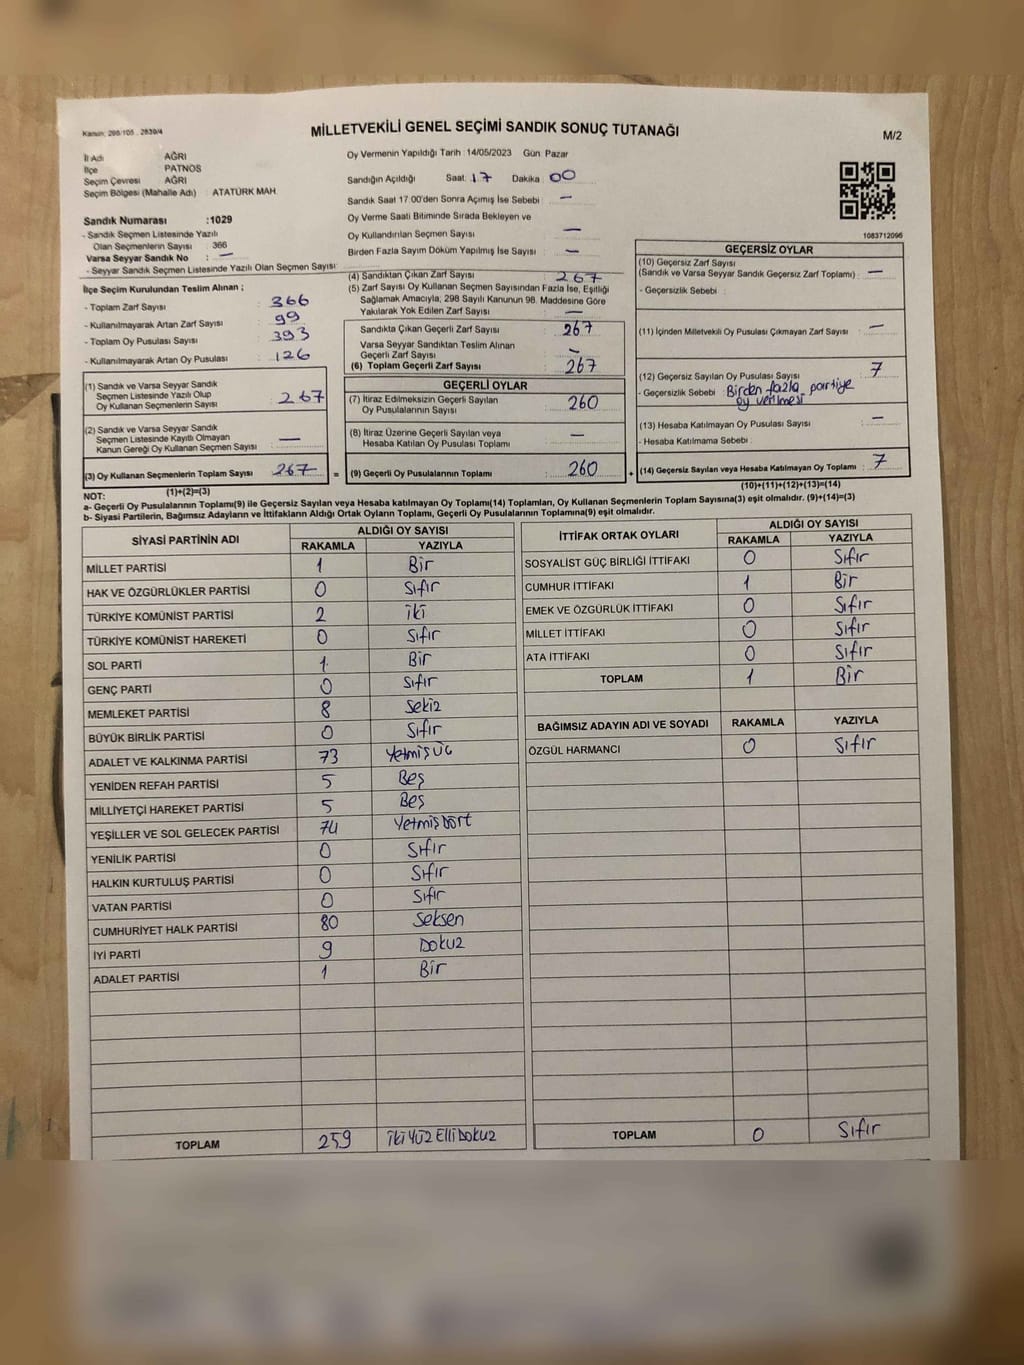 Kanun: 298/105 . 2839/4
MİLLETVEKİLİ GENEL SEÇİMİ SANDIK SONUÇ TUTANAĞI
M/2
İl Adı AĞRI
İlçe PATNOS
Seçim Çevresi AĞRI
Seçim Bölgesi (Mahalle Adı) : ATATÜRK MAH.
Sandık Numarası :1029
- Sandık Seçmen Listesinde Yazılı
Olan Seçmenlerin Sayısı : 366
Varsa Seyyar Sandık No : —
- Seyyar Sandık Seçmen Listesinde Yazılı Olan Seçmen Sayısı
İlçe Seçim Kurulundan Teslim Alınan ;
- Toplam Zarf Sayısı : 366
- Kullanılmayarak Artan Zarf Sayısı : 99
- Toplam Oy Pusulası Sayısı : 393
- Kullanılmayarak Artan Oy Pusulası : 126
(1) Sandık ve Varsa Seyyar Sandık
Seçmen Listesinde Yazılı Olup
Oy Kullanan Seçmenlerin Sayısı : 267
(2) Sandık ve Varsa Seyyar Sandık
Seçmen Listesinde Kayıtlı Olmayan
Kanun Gereği Oy Kullanan Seçmen Sayısı : —
(3) Oy Kullanan Seçmenlerin Toplam Sayısı : 267 =
(1)+(2)=(3)
Oy Vermenin Yapıldığı Tarih : 14/05/2023 Gün: Pazar
Sandığın Açıldığı Saat: 17 Dakika : 00
Sandık Saat 17.00'den Sonra Açımış İse Sebebi : —
Oy Verme Saati Bitiminde Sırada Bekleyen ve
Oy Kullandırılan Seçmen Sayısı : —
Birden Fazla Sayım Döküm Yapılmış İse Sayısı : —
(4) Sandıktan Çıkan Zarf Sayısı : 267
(5) Zarf Sayısı Oy Kullanan Seçmen Sayısından Fazla İse, Eşitliği
Sağlamak Amacıyla; 298 Sayılı Kanunun 98. Maddesine Göre
Yakılarak Yok Edilen Zarf Sayısı : —
Sandıkta Çıkan Geçerli Zarf Sayısı : 267
Varsa Seyyar Sandıktan Teslim Alınan
Geçerli Zarf Sayısı : —
(6) Toplam Geçerli Zarf Sayısı : 267
GEÇERLİ OYLAR
(7) İtiraz Edilmeksizin Geçerli Sayılan
Oy Pusulalarının Sayısı : 260
(8) İtiraz Üzerine Geçerli Sayılan veya
Hesaba Katılan Oy Pusulası Toplamı : —
(9) Geçerli Oy Pusulalarının Toplamı : 260 +
1083712096
GEÇERSİZ OYLAR
(10) Geçersiz Zarf Sayısı
(Sandık ve Varsa Seyyar Sandık Geçersiz Zarf Toplamı) : —
- Geçersizlik Sebebi :
(11) İçinden Milletvekili Oy Pusulası Çıkmayan Zarf Sayısı : —
(12) Geçersiz Sayılan Oy Pusulası Sayısı : 7
- Geçersizlik Sebebi : Birden fazla partiye
oy verilmesi
(13) Hesaba Katılmayan Oy Pusulası Sayısı : —
- Hesaba Katılmama Sebebi :
(14) Geçersiz Sayılan veya Hesaba Katılmayan Oy Toplamı : 7
(10)+(11)+(12)+(13)=(14)
NOT:
a- Geçerli Oy Pusulalarının Toplamı(9) ile Geçersiz Sayılan veya Hesaba katılmayan Oy Toplamı(14) Toplamları, Oy Kullanan Seçmenlerin Toplam Sayısına(3) eşit olmalıdır. (9)+(14)=(3)
b- Siyasi Partilerin, Bağımsız Adayların ve İttifakların Aldığı Ortak Oyların Toplamı, Geçerli Oy Pusulalarının Toplamına(9) eşit olmalıdır.
SİYASİ PARTİNİN ADI ALDIĞI OY SAYISI
RAKAMLA YAZIYLA
MİLLET PARTİSİ 1 Bir
HAK VE ÖZGÜRLÜKLER PARTİSİ 0 Sıfır
TÜRKİYE KOMÜNİST PARTİSİ 2 iki
TÜRKİYE KOMÜNİST HAREKETİ 0 Sıfır
SOL PARTİ 1 Bir
GENÇ PARTİ 0 Sıfır
MEMLEKET PARTİSİ 8 Sekiz
BÜYÜK BİRLİK PARTİSİ 0 Sıfır
ADALET VE KALKINMA PARTİSİ 73 Yetmiş Üç
YENİDEN REFAH PARTİSİ 5 Beş
MİLLİYETÇİ HAREKET PARTİSİ 5 Beş
YEŞİLLER VE SOL GELECEK PARTİSİ 74 Yetmiş Dört
YENİLİK PARTİSİ 0 Sıfır
HALKIN KURTULUŞ PARTİSİ 0 Sıfır
VATAN PARTİSİ 0 Sıfır
CUMHURİYET HALK PARTİSİ 80 Seksen
İYİ PARTİ 9 Dokuz
ADALET PARTİSİ 1 Bir
TOPLAM 259 İki Yüz Elli Dokuz
İTTİFAK ORTAK OYLARI ALDIĞI OY SAYISI
RAKAMLA YAZIYLA
SOSYALİST GÜÇ BİRLİĞİ İTTİFAKI 0 Sıfır
CUMHUR İTTİFAKI 1 Bir
EMEK VE ÖZGÜRLÜK İTTİFAKI 0 Sıfır
MİLLET İTTİFAKI 0 Sıfır
ATA İTTİFAKI 0 Sıfır
TOPLAM 1 Bir
BAĞIMSIZ ADAYIN ADI VE SOYADI RAKAMLA YAZIYLA
ÖZGÜL HARMANCI 0 Sıfır
TOPLAM 0 Sıfır